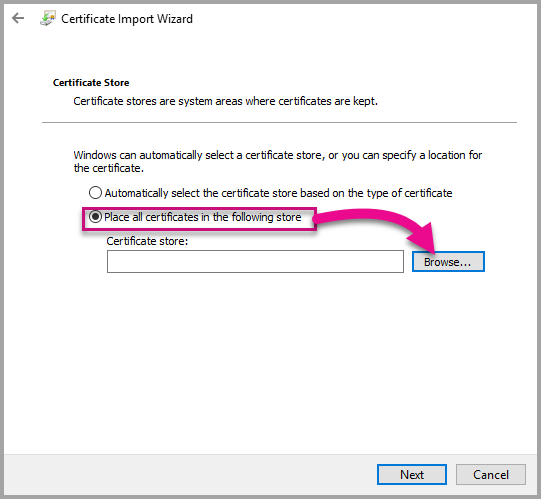 Certificate Import Wizard
Certificate Store
Certificate stores are system areas where certificates are kept.
Windows can automatically select a certificate store, or you can specify a location for
the certificate.
Automatically select the certificate store based on the type of certificate
Place all certificates in the following store
Certificate store:
Browse...
Next
Cancel